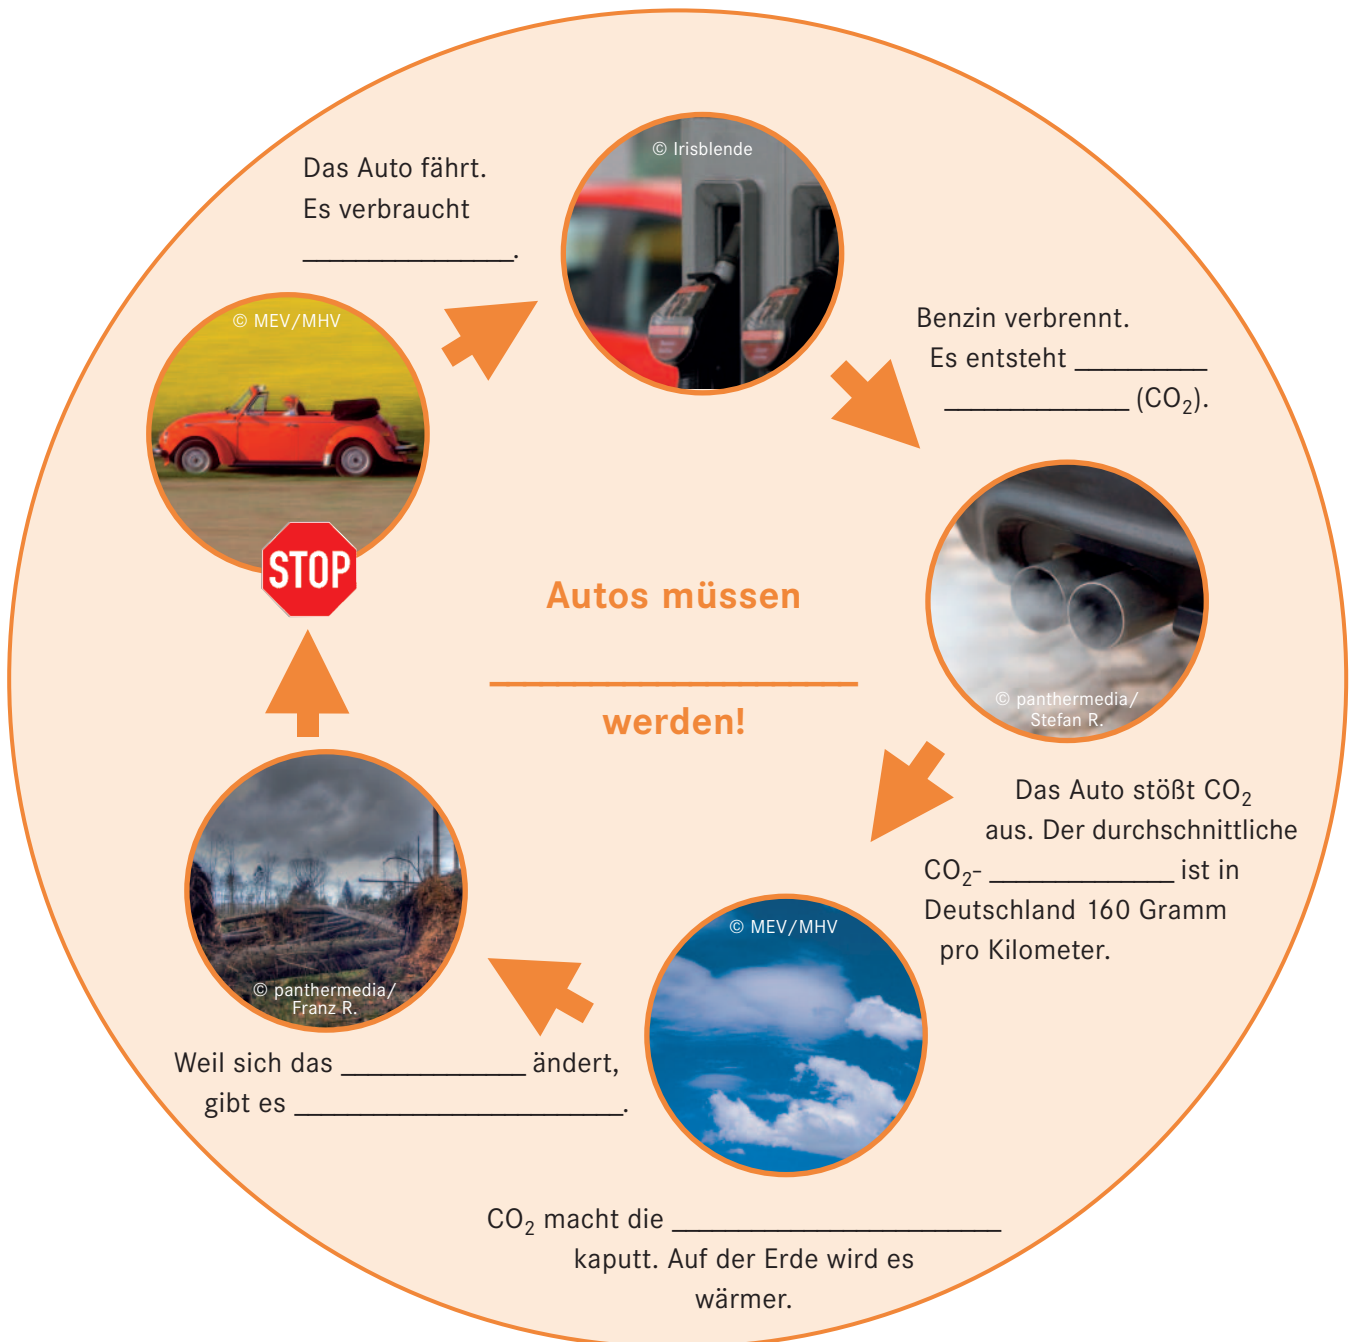 Das Auto fährt.
Es verbraucht
________________.
© Irisblende
© MEV/MHV
Benzin verbrennt.
Es entsteht __________
______________ (CO₂).
STOP
Autos müssen
______________________
werden!
© panthermedia/
Stefan R.
Das Auto stößt CO₂
aus. Der durchschnittliche
CO₂- ______________ ist in
Deutschland 160 Gramm
pro Kilometer.
© MEV/MHV
CO₂ macht die _________________________
kaputt. Auf der Erde wird es
wärmer.
© panthermedia/
Franz R.
Weil sich das ______________ ändert,
gibt es _________________________.